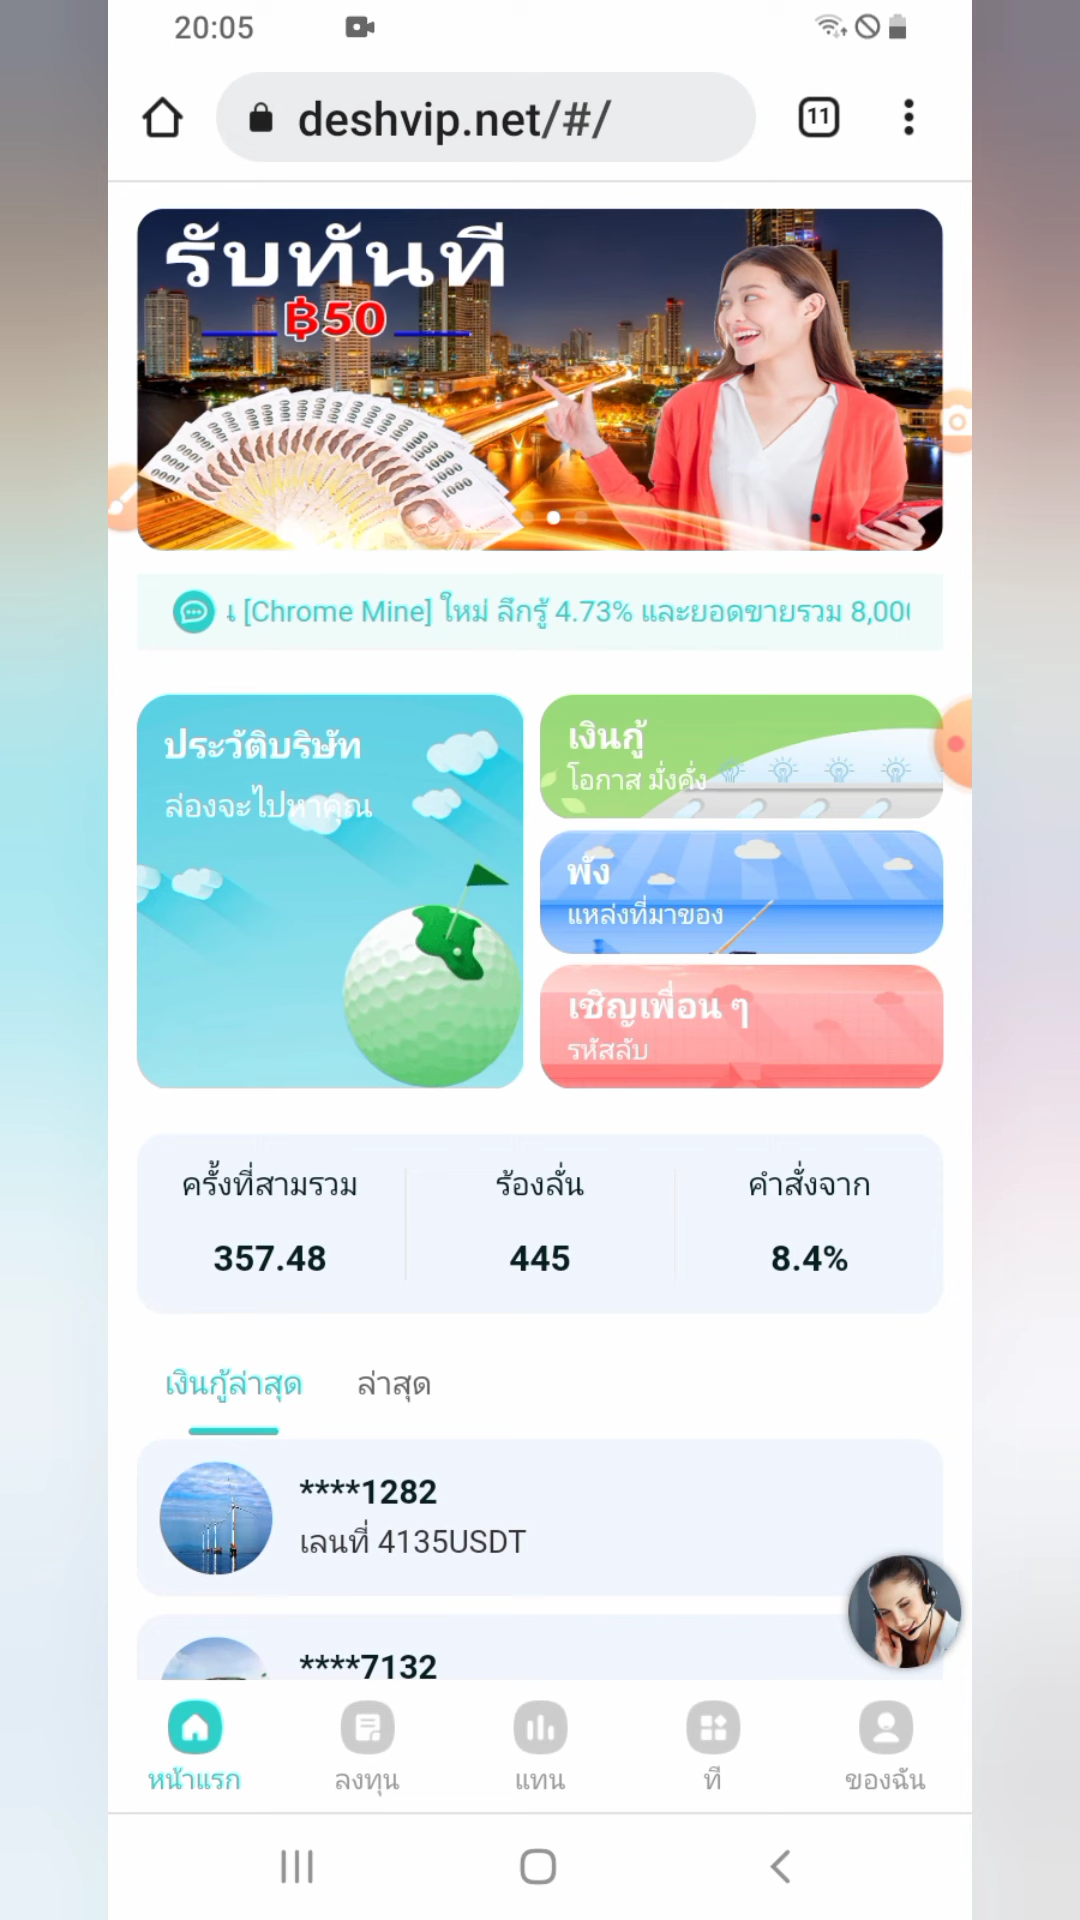 20:05
deshvip.net/#/
11
รับทันที
฿50
[Chrome Mine] ใหม่ ลึกรู้ 4.73% และยอดขายรวม 8,00
ประวัติบริษัท
ล่องจะไปหาคุณ
เงินกู้
โอกาส มั่งคั่ง
พัง
แหล่งที่มาของ
เชิญเพื่อน ๆ
รหัสลับ
ครั้งที่สามรวม ร้องลั่น คำสั่งจาก
357.48 445 8.4%
เงินกู้ล่าสุด ล่าสุด
****1282
เลนที่ 4135USDT
****7132
หน้าแรก ลงทุน แทน ที ของฉัน